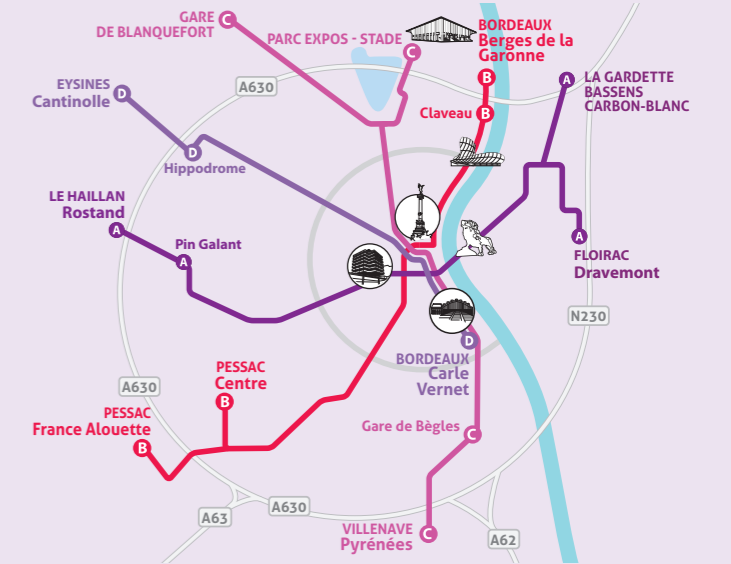 GARE
DE BLANQUEFORT
C
PARC EXPOS - STADE
C
BORDEAUX
Berges de la
Garonne
B
EYSINES
Cantinolle
D
A630
Claveau
B
A
LA GARDETTE
BASSENS
CARBON-BLANC
D
Hippodrome
LE HAILLAN
Rostand
A
Pin Galant
A
A
FLOIRAC
Dravemont
N230
D
BORDEAUX
Carle
Vernet
A630
PESSAC
Centre
B
PESSAC
France Alouette
B
Gare de Bègles
C
A63
A630
VILLENAVE
Pyrénées
C
A62